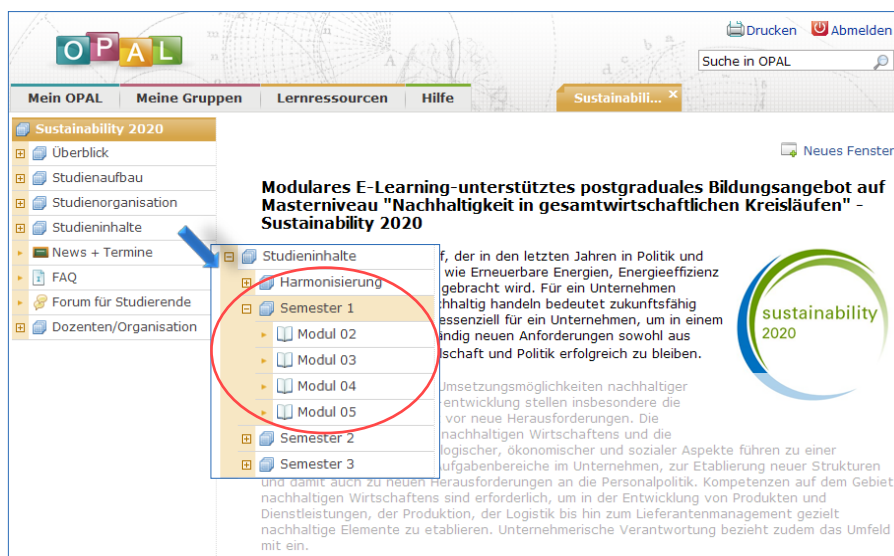 OPAL
Drucken Abmelden
Suche in OPAL
Mein OPAL Meine Gruppen Lernressourcen Hilfe Sustainabili... ×
Sustainability 2020
Überblick
Studienaufbau
Studienorganisation
Studieninhalte
News + Termine
FAQ
Forum für Studierende
Dozenten/Organisation
Neues Fenster
Modulares E-Learning-unterstütztes postgraduales Bildungsangebot auf
Masterniveau "Nachhaltigkeit in gesamtwirtschaftlichen Kreisläufen" -
Sustainability 2020
Studieninhalte
Harmonisierung
Semester 1
Modul 02
Modul 03
Modul 04
Modul 05
Semester 2
Semester 3
f, der in den letzten Jahren in Politik und
wie Erneuerbare Energien, Energieeffizienz
gebracht wird. Für ein Unternehmen
hhaltig handeln bedeutet zukunftsfähig
essenziell für ein Unternehmen, um in einem
ändig neuen Anforderungen sowohl aus
lschaft und Politik erfolgreich zu bleiben.
sustainability
2020
Umsetzungsmöglichkeiten nachhaltiger
entwicklung stellen insbesondere die
vor neue Herausforderungen. Die
nachhaltigen Wirtschaftens und die
logischer, ökonomischer und sozialer Aspekte führen zu einer
ufgabenbereiche im Unternehmen, zur Etablierung neuer Strukturen
und damit auch zu neuen Herausforderungen an die Personalpolitik. Kompetenzen auf dem Gebiet
nachhaltigen Wirtschaftens sind erforderlich, um in der Entwicklung von Produkten und
Dienstleistungen, der Produktion, der Logistik bis hin zum Lieferantenmanagement gezielt
nachhaltige Elemente zu etablieren. Unternehmerische Verantwortung bezieht zudem das Umfeld
mit ein.